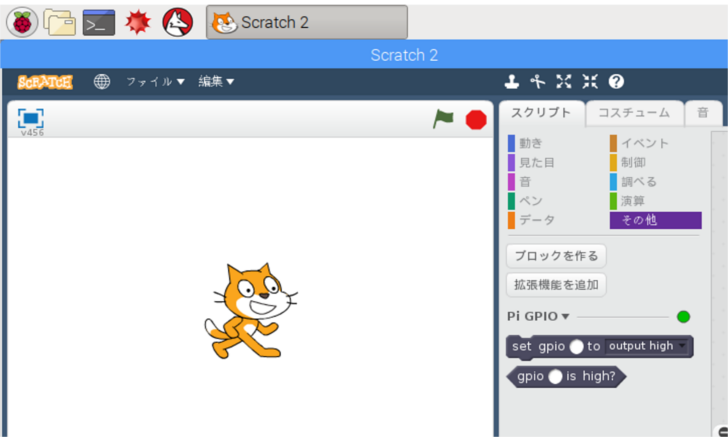 Scratch 2
Scratch 2
SCRATCH ファイル▼ 編集▼
v456
スクリプト コスチューム 音
動き イベント
見た目 制御
音 調べる
ペン 演算
データ その他
ブロックを作る
拡張機能を追加
Pi GPIO▼
set gpio to output high
gpio is high?